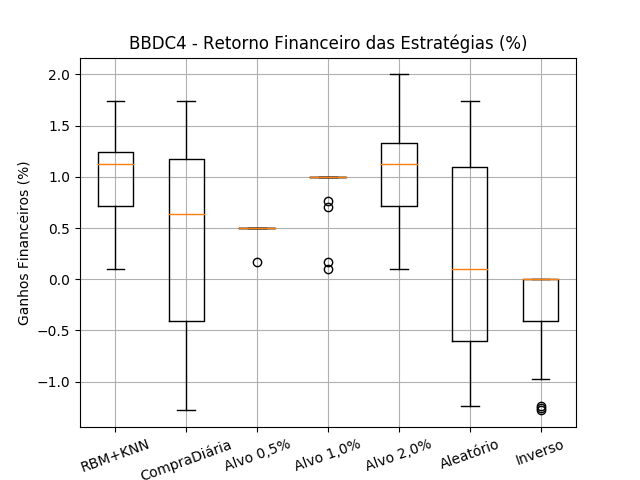 BBDC4 - Retorno Financeiro das Estratégias (%)
Ganhos Financeiros (%)
2.0
1.5
1.0
0.5
0.0
−0.5
−1.0
RBM+KNN
CompraDiária
Alvo 0,5%
Alvo 1,0%
Alvo 2,0%
Aleatório
Inverso